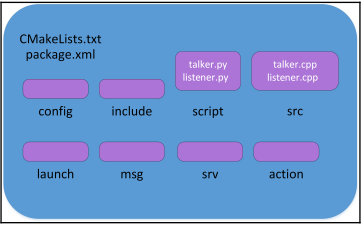 CMakeLists.txt
package.xml
talker.py
listener.py
talker.cpp
listener.cpp
config
include
script
src
launch
msg
srv
action